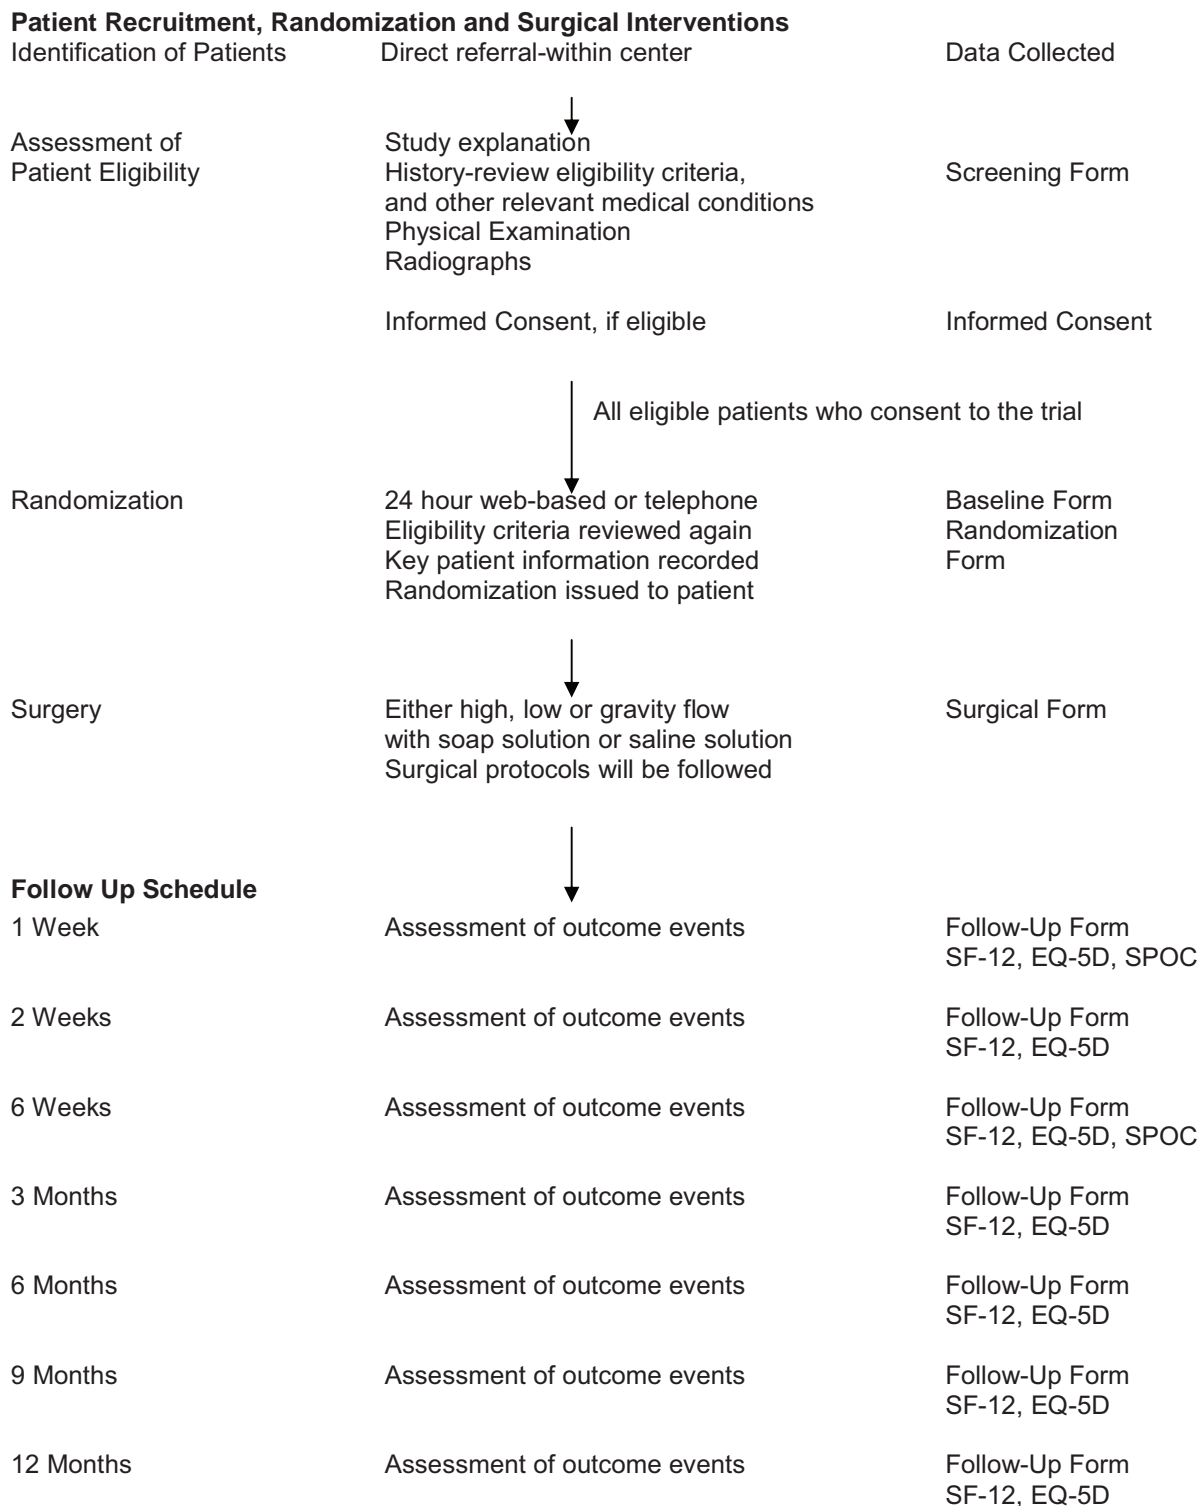 Patient Recruitment, Randomization and Surgical Interventions
Identification of Patients Direct referral-within center Data Collected
Assessment of Study explanation
Patient Eligibility History-review eligibility criteria, Screening Form
and other relevant medical conditions
Physical Examination
Radiographs
Informed Consent, if eligible Informed Consent
All eligible patients who consent to the trial
Randomization 24 hour web-based or telephone Baseline Form
Eligibility criteria reviewed again Randomization
Key patient information recorded Form
Randomization issued to patient
Surgery Either high, low or gravity flow Surgical Form
with soap solution or saline solution
Surgical protocols will be followed
Follow Up Schedule
1 Week Assessment of outcome events Follow-Up Form
SF-12, EQ-5D, SPOC
2 Weeks Assessment of outcome events Follow-Up Form
SF-12, EQ-5D
6 Weeks Assessment of outcome events Follow-Up Form
SF-12, EQ-5D, SPOC
3 Months Assessment of outcome events Follow-Up Form
SF-12, EQ-5D
6 Months Assessment of outcome events Follow-Up Form
SF-12, EQ-5D
9 Months Assessment of outcome events Follow-Up Form
SF-12, EQ-5D
12 Months Assessment of outcome events Follow-Up Form
SF-12, EQ-5D